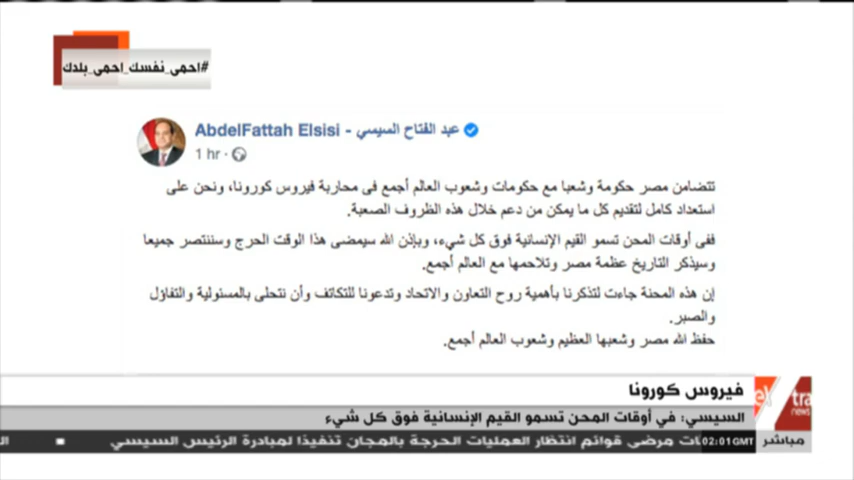 #احمى_نفسك_احمى_بلدك
AbdelFattah Elsisi - عبد الفتاح السيسي
1 hr ·
تتضامن مصر حكومة وشعبا مع حكومات وشعوب العالم أجمع فى محاربة فيروس كورونا، ونحن على
استعداد كامل لتقديم كل ما يمكن من دعم خلال هذه الظروف الصعبة.
ففى أوقات المحن تسمو القيم الإنسانية فوق كل شيء، وبإذن الله سيمضى هذا الوقت الحرج وسننتصر جميعا
وسيذكر التاريخ عظمة مصر وتلاحمها مع العالم أجمع.
إن هذه المحنة جاءت لتذكرنا بأهمية روح التعاون والاتحاد وتدعونا للتكاتف وأن نتحلى بالمسئولية والتفاؤل
والصبر.
حفظ الله مصر وشعبها العظيم وشعوب العالم أجمع.
فيروس كورونا
السيسي: في أوقات المحن تسمو القيم الإنسانية فوق كل شيء
tra
news
مباشر
02:01GMT
مرضى قوائم انتظار العمليات الحرجة بالمجان تنفيذا لمبادرة الرئيس السيسي